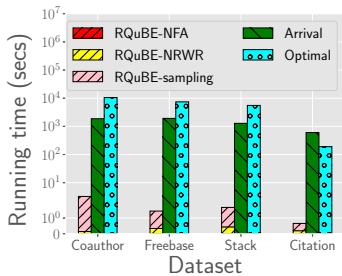 Running time (secs)
10^7
10^6
10^5
10^4
10^3
10^2
10^1
10^0
0
RQuBE-NFA
RQuBE-NRWR
RQuBE-sampling
Arrival
Optimal
Coauthor Freebase Stack Citation
Dataset